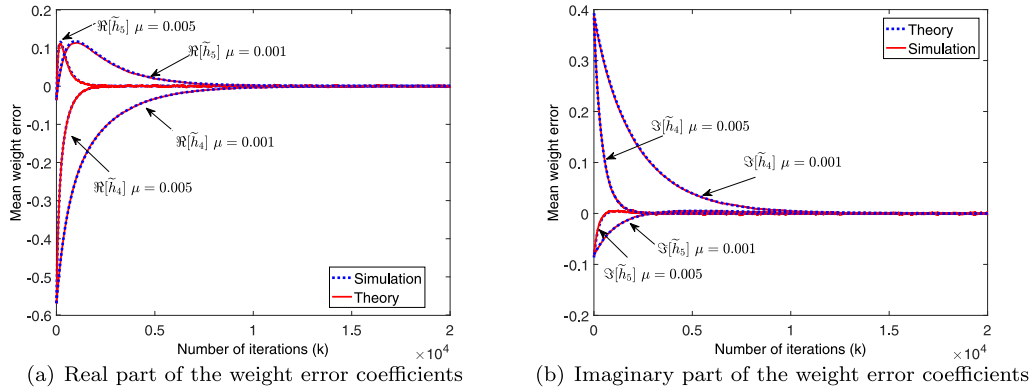 Mean weight error
0.2
0.1
0
-0.1
-0.2
-0.3
-0.4
-0.5
-0.6
ℜ[h̃₅] μ = 0.005
ℜ[h̃₅] μ = 0.001
ℜ[h̃₄] μ = 0.001
ℜ[h̃₄] μ = 0.005
Simulation
Theory
0 0.5 1 1.5 2
Number of iterations (k)
×10⁴
(a) Real part of the weight error coefficients
Mean weight error
0.4
0.3
0.2
0.1
0
-0.1
-0.2
Theory
Simulation
ℑ[h̃₄] μ = 0.005
ℑ[h̃₄] μ = 0.001
ℑ[h̃₅] μ = 0.001
ℑ[h̃₅] μ = 0.005
0 0.5 1 1.5 2
Number of iterations (k)
×10⁴
(b) Imaginary part of the weight error coefficients